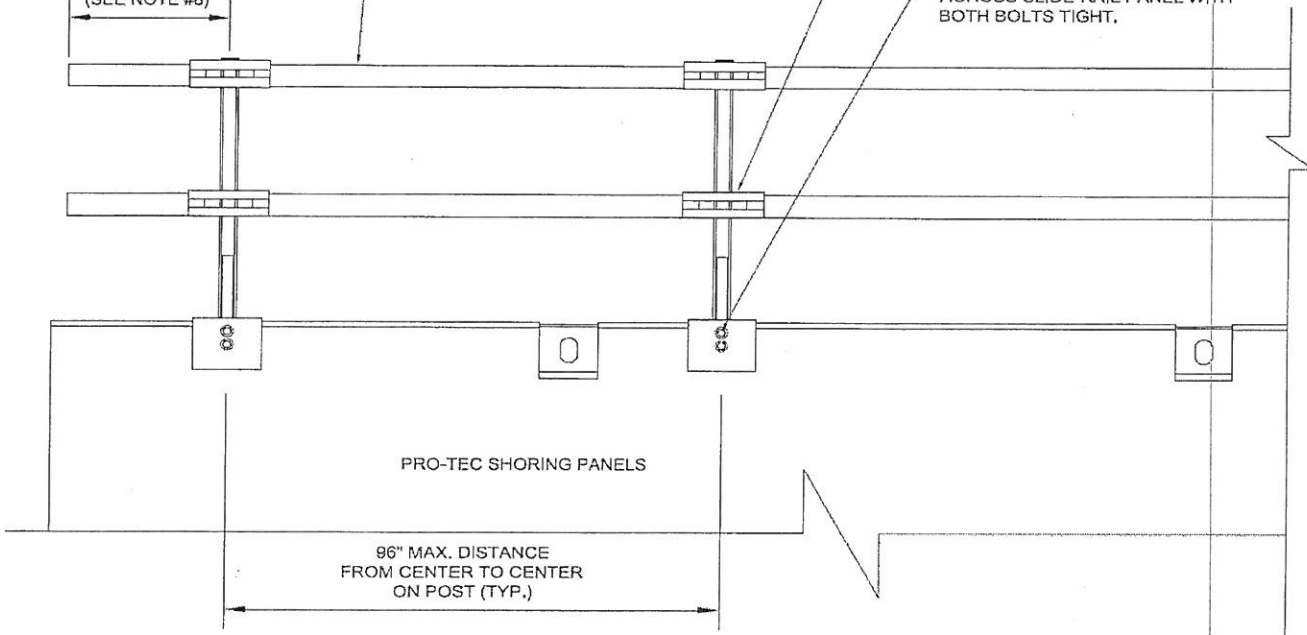 (SEE NOTE #6)
ACROSS SLIDE RAIL PANEL WITH
BOTH BOLTS TIGHT.
PRO-TEC SHORING PANELS
96" MAX. DISTANCE
FROM CENTER TO CENTER
ON POST (TYP.)